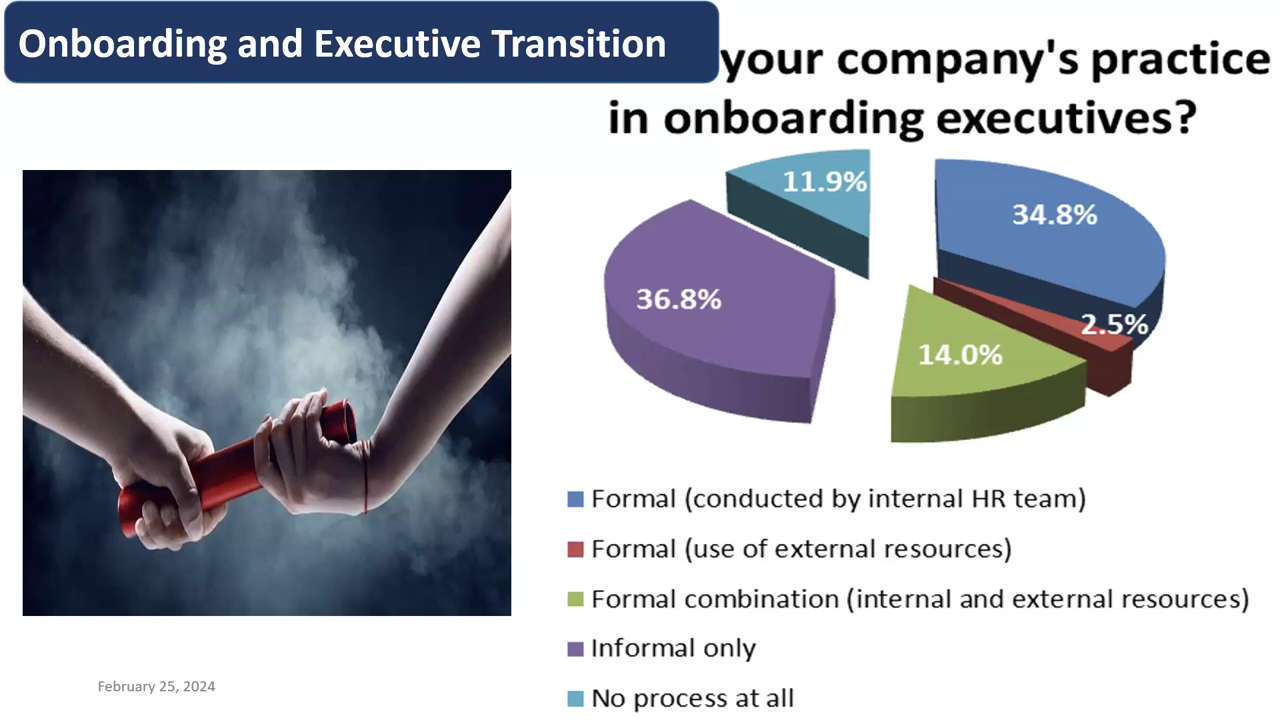 Onboarding and Executive Transition
your company's practice
in onboarding executives?
11.9%
34.8%
36.8%
2.5%
14.0%
Formal (conducted by internal HR team)
Formal (use of external resources)
Formal combination (internal and external resources)
Informal only
No process at all
February 25, 2024